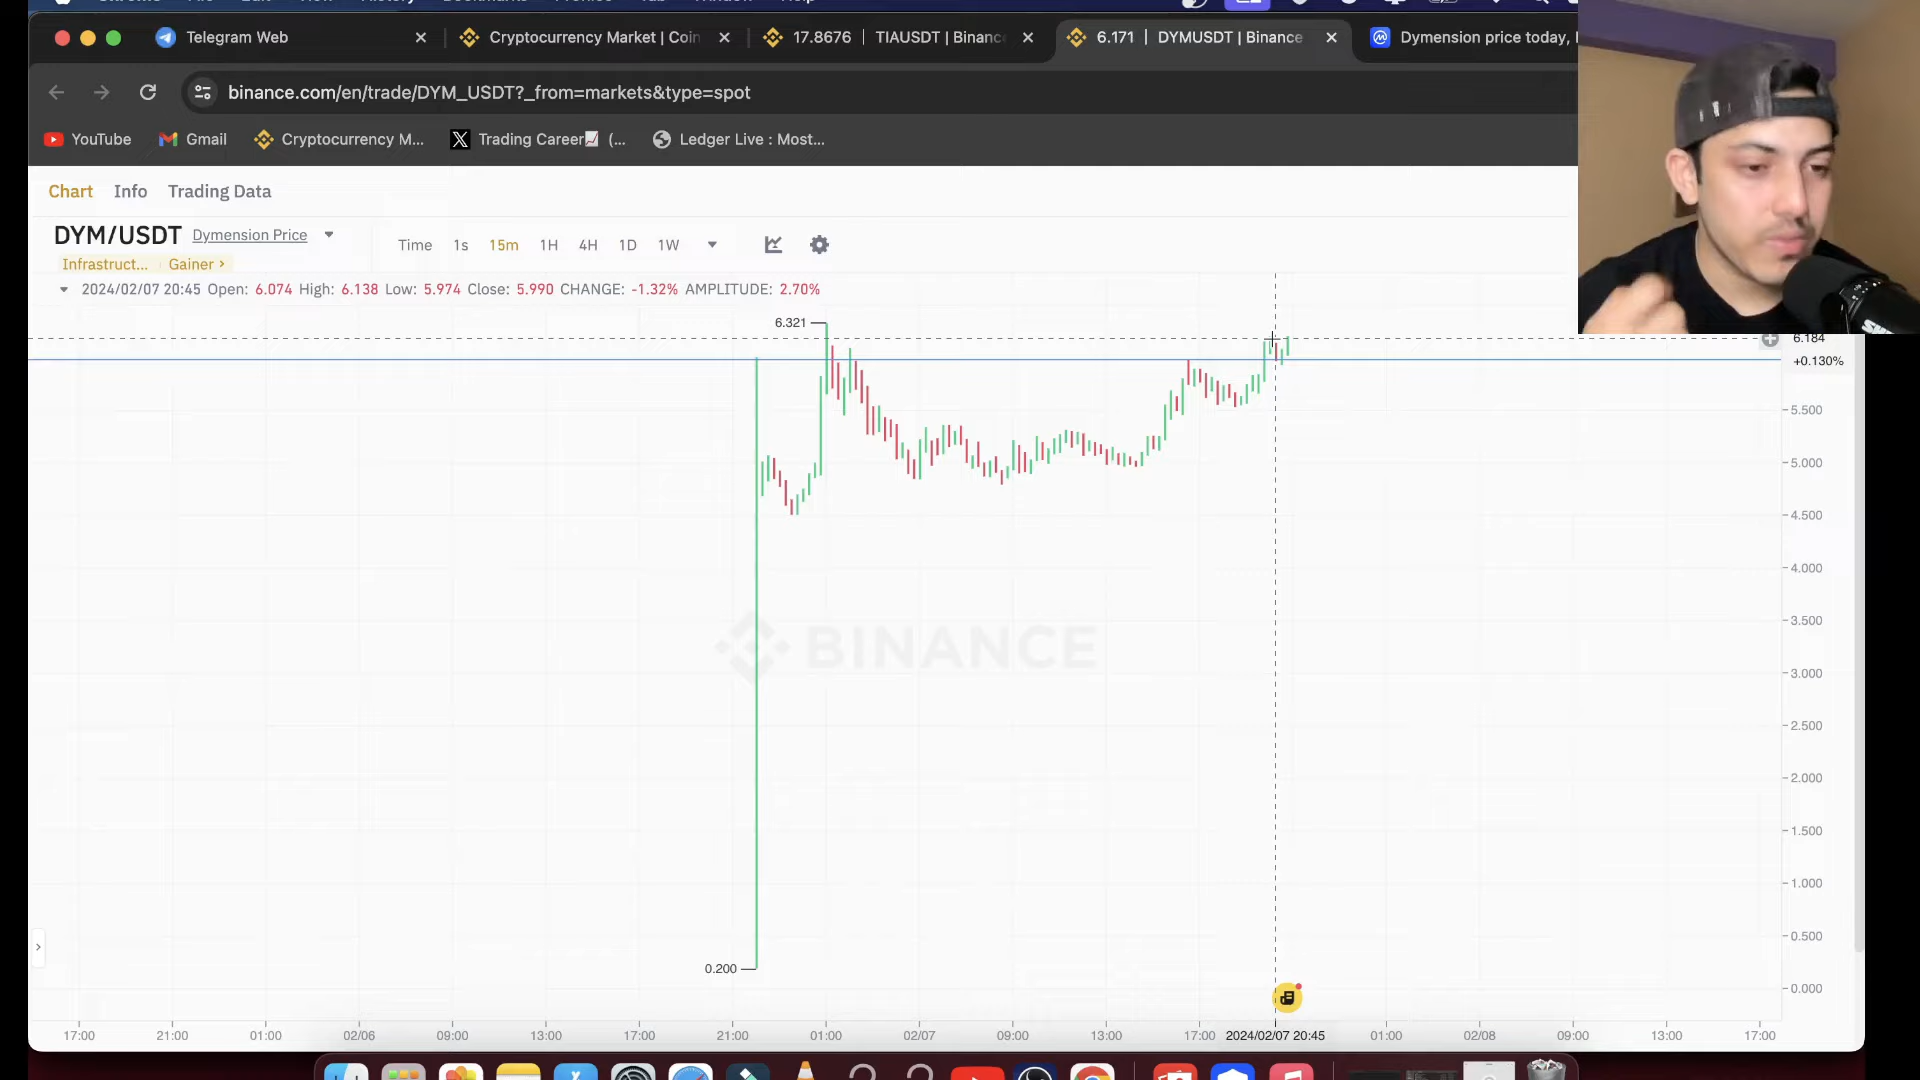 Telegram Web
Cryptocurrency Market | Coin
17.8676 | TIAUSDT | Binanc
6.171 | DYMUSDT | Binance
Dymension price today,
binance.com/en/trade/DYM_USDT?_from=markets&type=spot
YouTube
Gmail
Cryptocurrency M...
Trading Career (...
Ledger Live : Most...
Chart Info Trading Data
DYM/USDT Dymension Price
Time 1s 15m 1H 4H 1D 1W
Infrastruct... Gainer >
2024/02/07 20:45 Open: 6.074 High: 6.138 Low: 5.974 Close: 5.990 CHANGE: -1.32% AMPLITUDE: 2.70%
6.321
6.184
+0.130%
5.500
5.000
4.500
4.000
3.500
BINANCE
3.000
2.500
2.000
1.500
1.000
0.500
0.200
0.000
17:00 21:00 01:00 02/06 09:00 13:00 17:00 21:00 01:00 02/07 09:00 13:00 17:00 2024/02/07 20:45 01:00 02/08 09:00 13:00 17:00